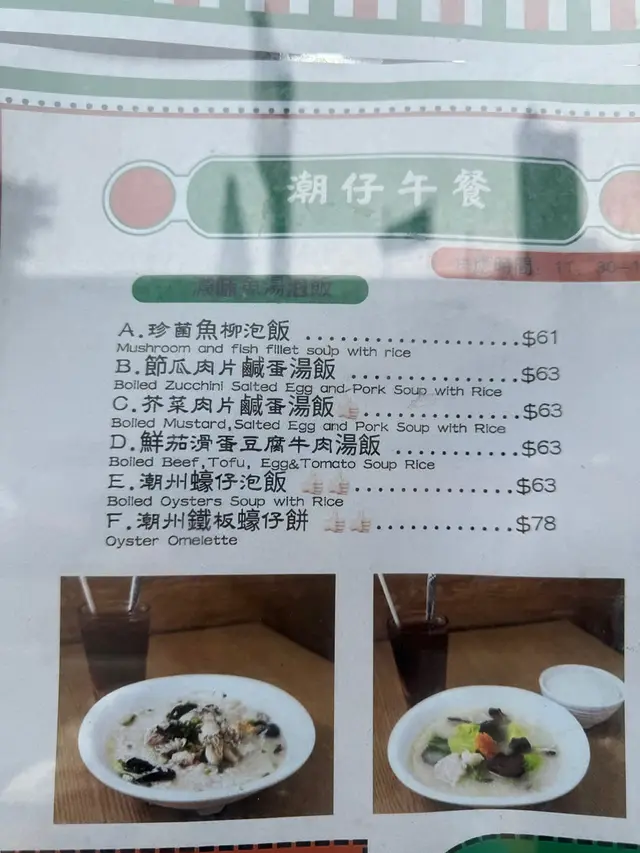 潮仔午餐
A.珍菌魚柳泡飯 ........................$61
Mushroom and fish fillet soup with rice
B.節瓜肉片鹹蛋湯飯 ..................$63
Boiled Zucchini Salted Egg and Pork Soup with Rice
C.芥菜肉片鹹蛋湯飯 ..................$63
Boiled Mustard,Salted Egg and Pork Soup with Rice
D.鮮茄滑蛋豆腐牛肉湯飯 ............$63
Boiled Beef,Tofu, Egg&Tomato Soup Rice
E.潮州蠔仔泡飯 ..................$63
Boiled Oysters Soup with Rice
F.潮州鐵板蠔仔餅 ...............$78
Oyster Omelette